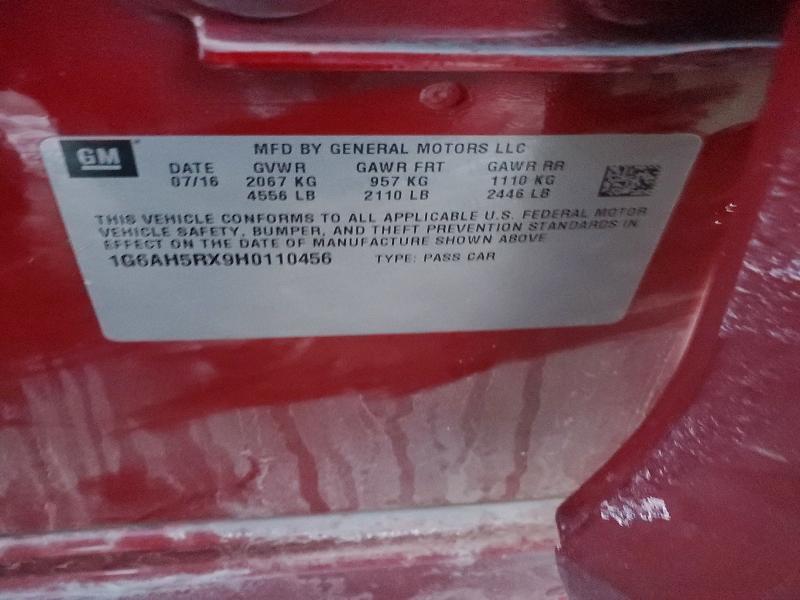 GM
MFD BY GENERAL MOTORS LLC
DATE GVWR GAWR FRT GAWR RR
07/16 2067 KG 957 KG 1110 KG
4556 LB 2110 LB 2446 LB
THIS VEHICLE CONFORMS TO ALL APPLICABLE U.S. FEDERAL MOTOR
VEHICLE SAFETY, BUMPER, AND THEFT PREVENTION STANDARDS IN
EFFECT ON THE DATE OF MANUFACTURE SHOWN ABOVE
1G6AH5RX9H0110456 TYPE: PASS CAR